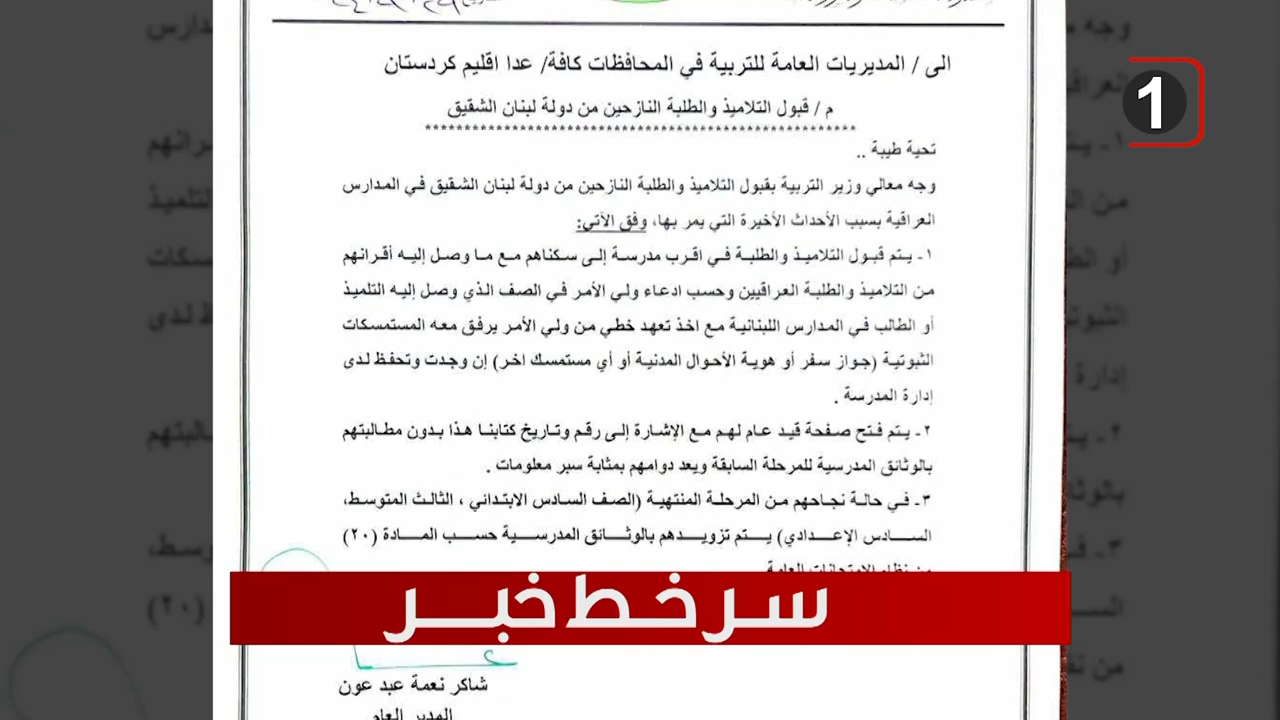 الى / المديريات العامة للتربية في المحافظات كافة/ عدا اقليم كردستان
م / قبول التلاميذ والطلبة النازحين من دولة لبنان الشقيق
******************************************************
تحية طيبة ..
وجه معالي وزير التربية بقبول التلاميذ والطلبة النازحين من دولة لبنان الشقيق في المدارس
العراقية بسبب الأحداث الأخيرة التي يمر بها، وفق الآتي:
١- يتم قبول التلاميذ والطلبة في اقرب مدرسة إلى سكناهم مع ما وصل إليه أقرانهم
من التلاميذ والطلبة العراقيين وحسب ادعاء ولي الأمر في الصف الذي وصل إليه التلميذ
أو الطالب في المدارس اللبنانية مع اخذ تعهد خطي من ولي الأمر يرفق معه المستمسكات
الثبوتية (جواز سفر أو هوية الأحوال المدنية أو أي مستمسك اخر) إن وجدت وتحفظ لدى
إدارة المدرسة .
٢- يتم فتح صفحة قيد عام لهم مع الإشارة إلى رقم وتاريخ كتابنا هذا بدون مطالبتهم
بالوثائق المدرسية للمرحلة السابقة ويعد دوامهم بمثابة سبر معلومات .
٣- في حالة نجاحهم من المرحلة المنتهية (الصف السادس الابتدائي ، الثالث المتوسط،
السادس الإعدادي) يتم تزويدهم بالوثائق المدرسية حسب المادة (٢٠)
من نظام الامتحانات العامة
سرخط خبر
شاكر نعمة عبد عون
المدير العام
1